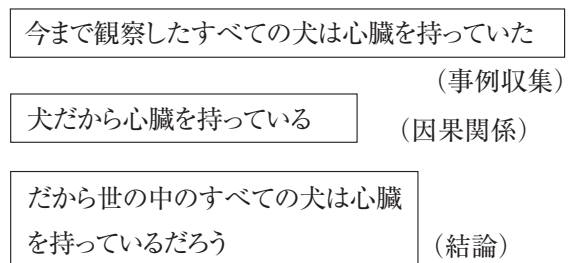 今まで観察したすべての犬は心臓を持っていた
（事例収集）
犬だから心臓を持っている
（因果関係）
だから世の中のすべての犬は心臓
を持っているだろう
（結論）